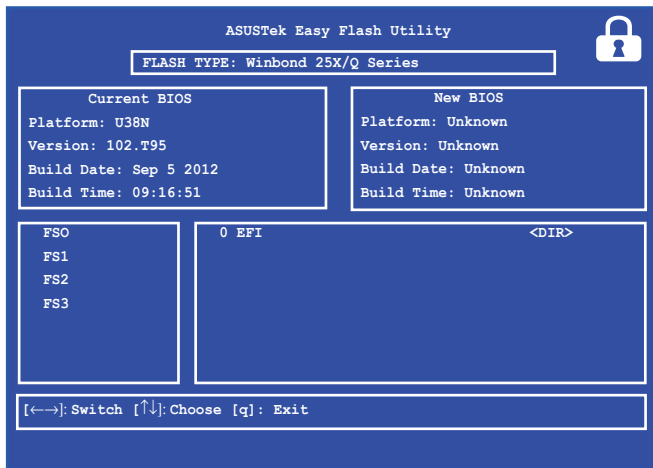 ASUSTek Easy Flash Utility
FLASH TYPE: Winbond 25X/Q Series
Current BIOS
Platform: U38N
Version: 102.T95
Build Date: Sep 5 2012
Build Time: 09:16:51
New BIOS
Platform: Unknown
Version: Unknown
Build Date: Unknown
Build Time: Unknown
FSO
FS1
FS2
FS3
0 EFI <DIR>
[←→]: Switch [↑↓]: Choose [q]: Exit